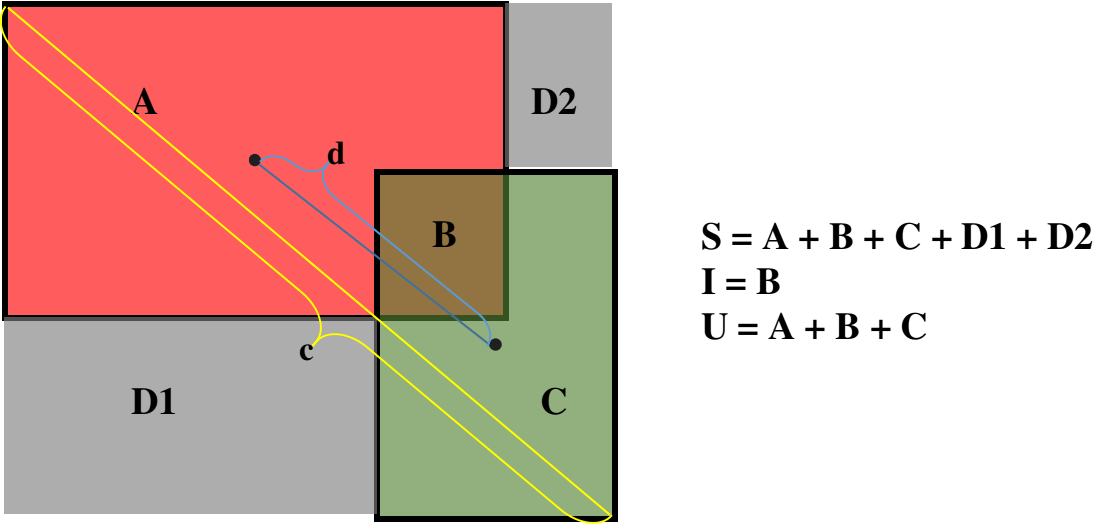 A
D2
d
B
S = A + B + C + D1 + D2
I = B
U = A + B + C
c
D1
C